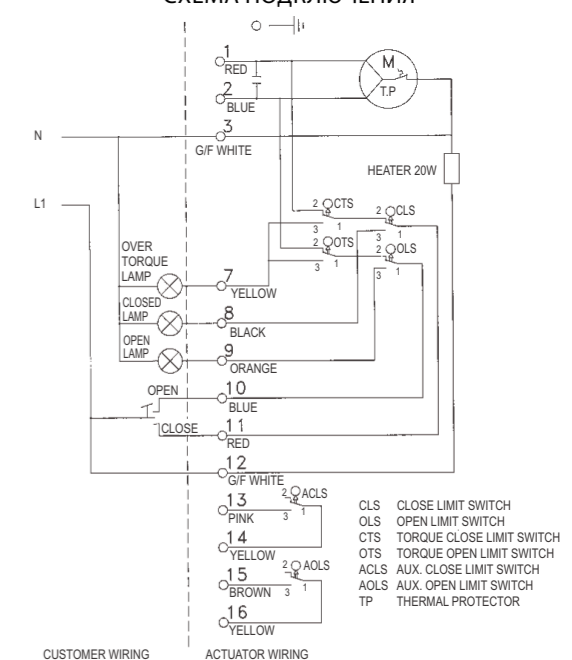 СХЕМА ПОДКЛЮЧЕНИЯ
1
RED
2
BLUE
3
G/F WHITE
M
T.P
N
HEATER 20W
L1
2 CTS
3 1
2 CLS
3 1
2 OTS
3 1
2 OLS
3 1
OVER
TORQUE
LAMP
7
YELLOW
CLOSED
LAMP
8
BLACK
OPEN
LAMP
9
ORANGE
OPEN
10
BLUE
CLOSE
11
RED
12
G/F WHITE
13
PINK
2 ACLS
3 1
14
YELLOW
15
BROWN
2 AOLS
3 1
16
YELLOW
CLS CLOSE LIMIT SWITCH
OLS OPEN LIMIT SWITCH
CTS TORQUE CLOSE LIMIT SWITCH
OTS TORQUE OPEN LIMIT SWITCH
ACLS AUX. CLOSE LIMIT SWITCH
AOLS AUX. OPEN LIMIT SWITCH
TP THERMAL PROTECTOR
CUSTOMER WIRING
ACTUATOR WIRING